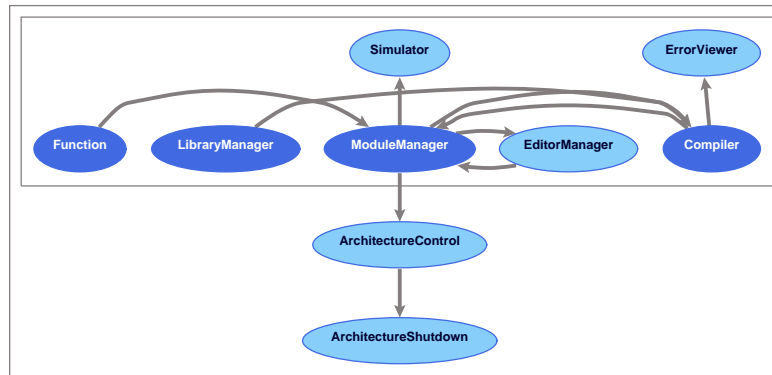 Simulator
ErrorViewer
Function
LibraryManager
ModuleManager
EditorManager
Compiler
ArchitectureControl
ArchitectureShutdown